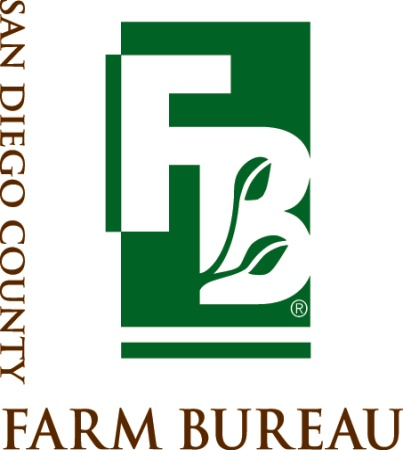 SAN DIEGO COUNTY
FB
®
FARM BUREAU